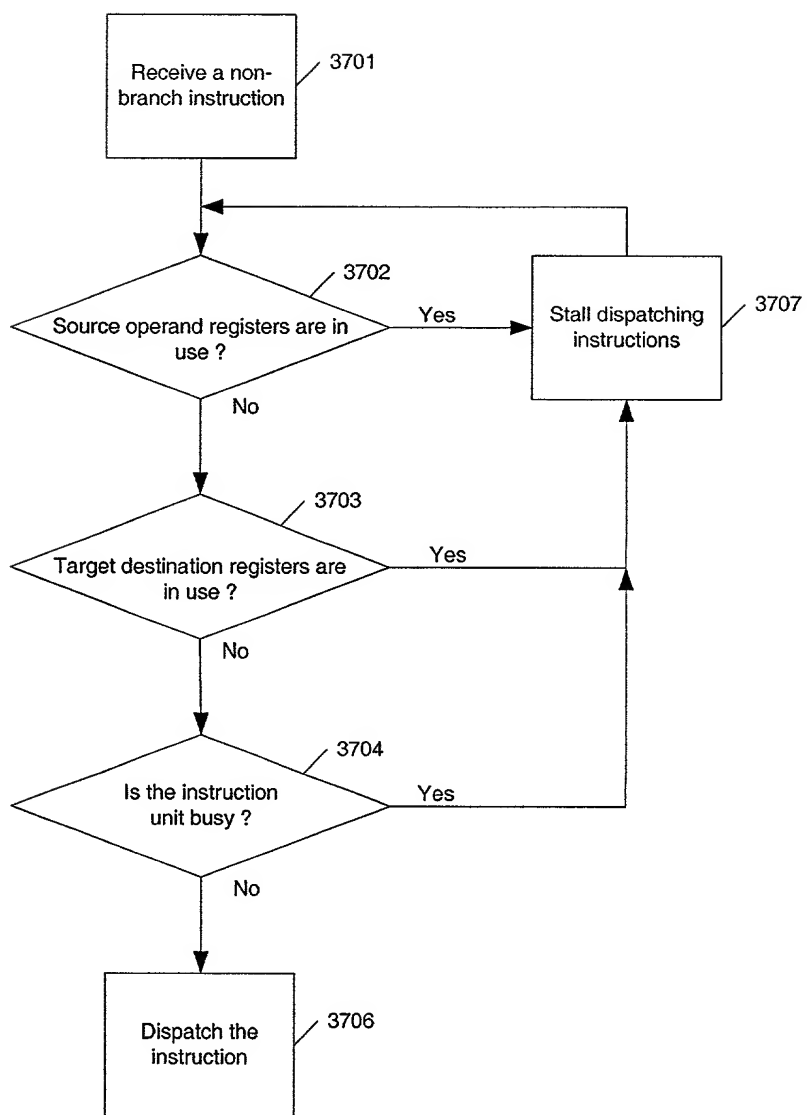 Receive a non-
branch instruction
3701
3702
Source operand registers are in
use ?
Yes
No
Stall dispatching
instructions
3707
3703
Target destination registers are
in use ?
Yes
No
3704
Is the instruction
unit busy ?
Yes
No
Dispatch the
instruction
3706